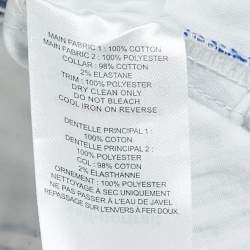 MAIN FABRIC 1 : 100% COTTON
MAIN FABRIC 2 : 100% POLYESTER
COLLAR : 98% COTTON
2% ELASTANE
TRIM : 100% POLYESTER
DRY CLEAN ONLY
DO NOT BLEACH
COOL IRON ON REVERSE
DENTELLE PRINCIPAL 1 :
100% COTTON
DENTELLE PRINCIPAL 2 :
100% POLYESTER
COL : 98% COTON
2% ELASTHANNE
ORNEMENT : 100% POLYESTER
NETTOYAGE À SEC UNIQUEMENT
NE PAS PASSER À L'EAU DE JAVEL
REPASSAGE SUR L'ENVERS À FER DOUX.